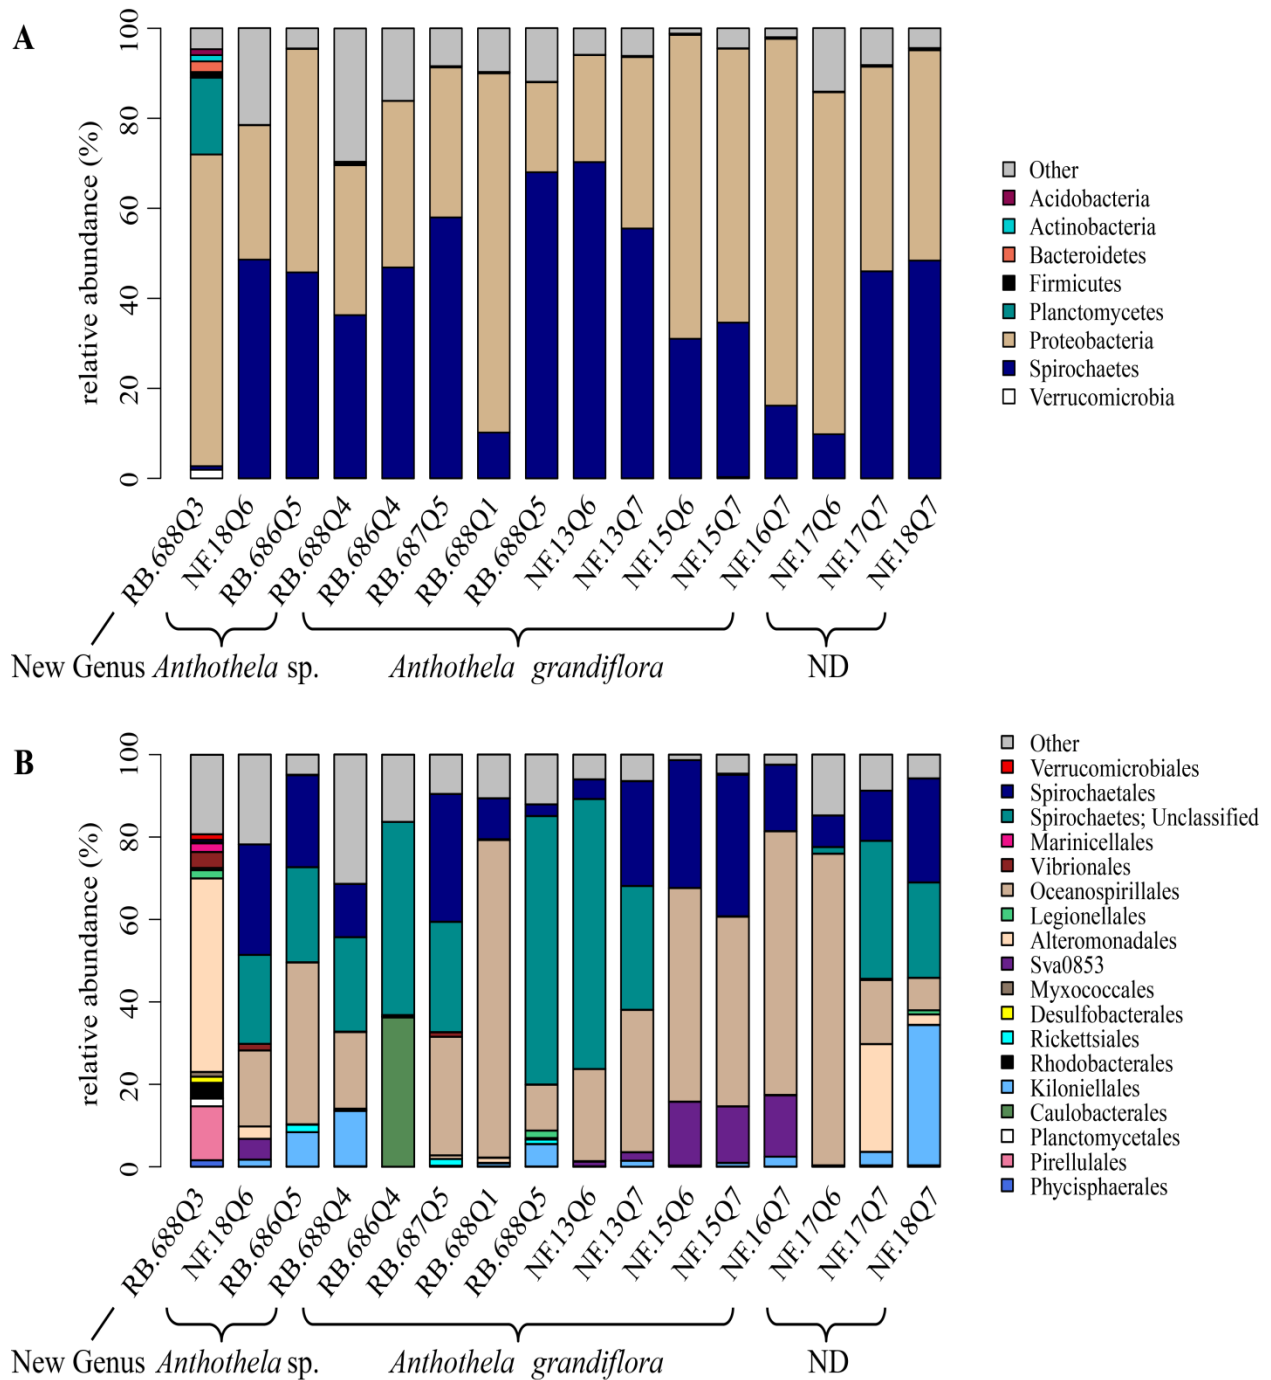 A
relative abundance (%)
100
80
60
40
20
0
Other
Acidobacteria
Actinobacteria
Bacteroidetes
Firmicutes
Planctomycetes
Proteobacteria
Spirochaetes
Verrucomicrobia
RB.688Q3
NF.18Q6
RB.686Q5
RB.688Q4
RB.686Q4
RB.687Q5
RB.688Q1
RB.688Q5
NF.13Q6
NF.13Q7
NF.15Q6
NF.15Q7
NF.16Q7
NF.17Q6
NF.17Q7
NF.18Q7
New Genus Anthothela sp. Anthothela grandiflora ND
B
relative abundance (%)
100
80
60
40
20
0
Other
Verrucomicrobiales
Spirochaetales
Spirochaetes; Unclassified
Marinicellales
Vibrionales
Oceanospirillales
Legionellales
Alteromonadales
Sva0853
Myxococcales
Desulfobacterales
Rickettsiales
Rhodobacterales
Kiloniellales
Caulobacterales
Planctomycetales
Pirellulales
Phycisphaerales
RB.688Q3
NF.18Q6
RB.686Q5
RB.688Q4
RB.686Q4
RB.687Q5
RB.688Q1
RB.688Q5
NF.13Q6
NF.13Q7
NF.15Q6
NF.15Q7
NF.16Q7
NF.17Q6
NF.17Q7
NF.18Q7
New Genus Anthothela sp. Anthothela grandiflora ND